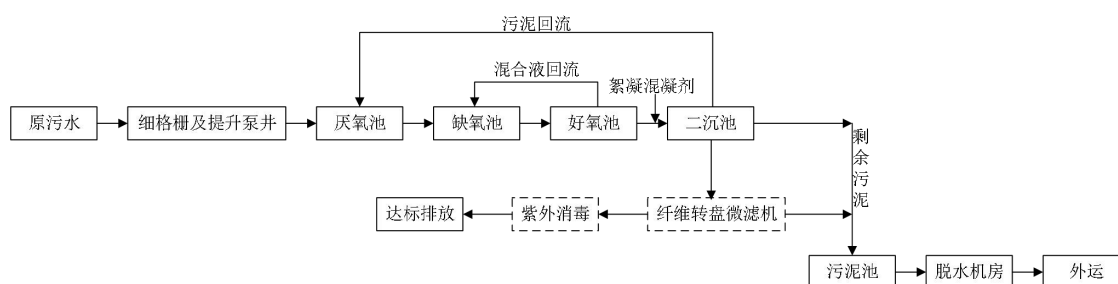 污泥回流
混合液回流
絮凝混凝剂
原污水
细格栅及提升泵井
厌氧池
缺氧池
好氧池
二沉池
剩余污泥
达标排放
紫外消毒
纤维转盘微滤机
污泥池
脱水机房
外运